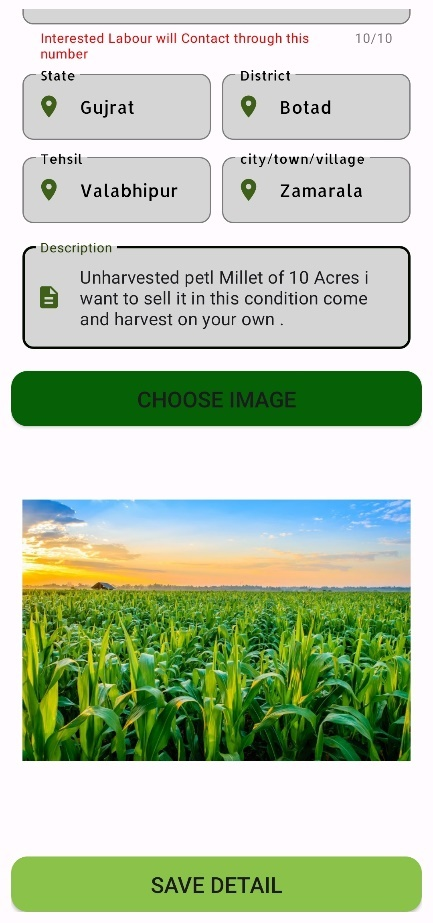 Interested Labour will Contact through this
number
10/10
State
Gujrat
District
Botad
Tehsil
Valabhipur
city/town/village
Zamarala
Description
Unharvested petl Millet of 10 Acres i
want to sell it in this condition come
and harvest on your own .
CHOOSE IMAGE
SAVE DETAIL